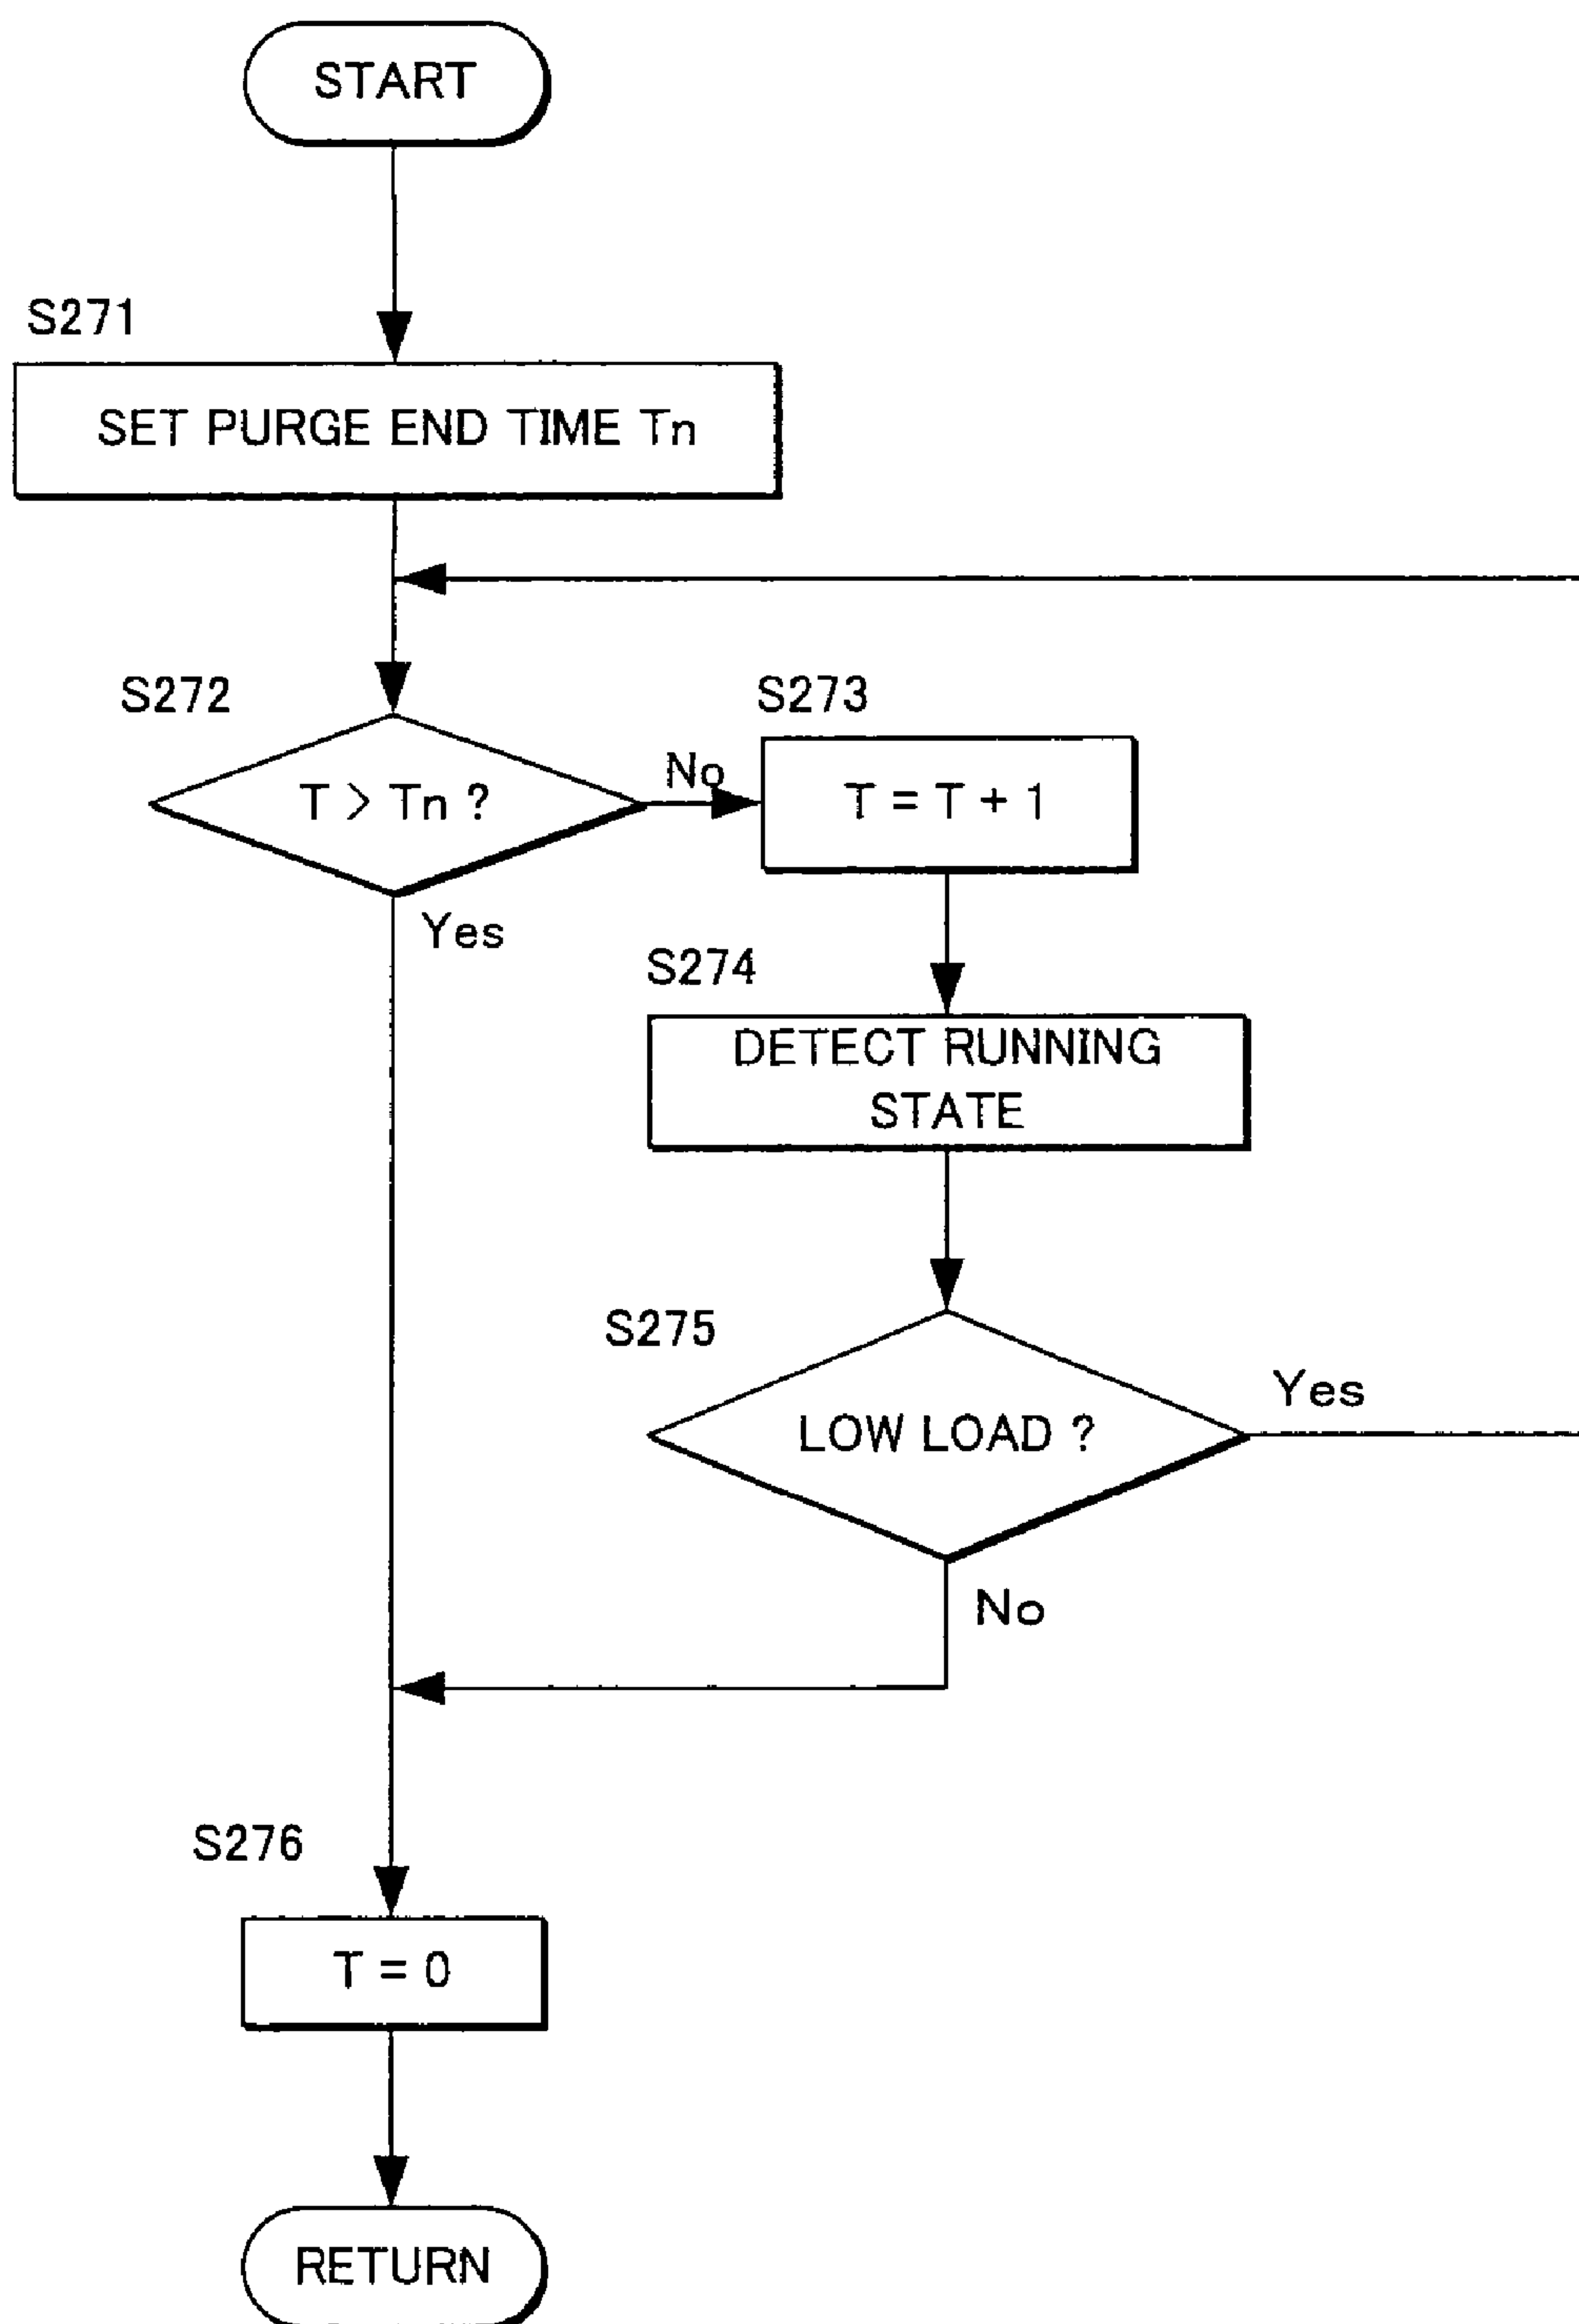 START
S271
SET PURGE END TIME Tn
S272
T > Tn ?
No
S273
T = T + 1
Yes
S274
DETECT RUNNING
STATE
S275
LOW LOAD ?
Yes
No
S276
T = 0
RETURN